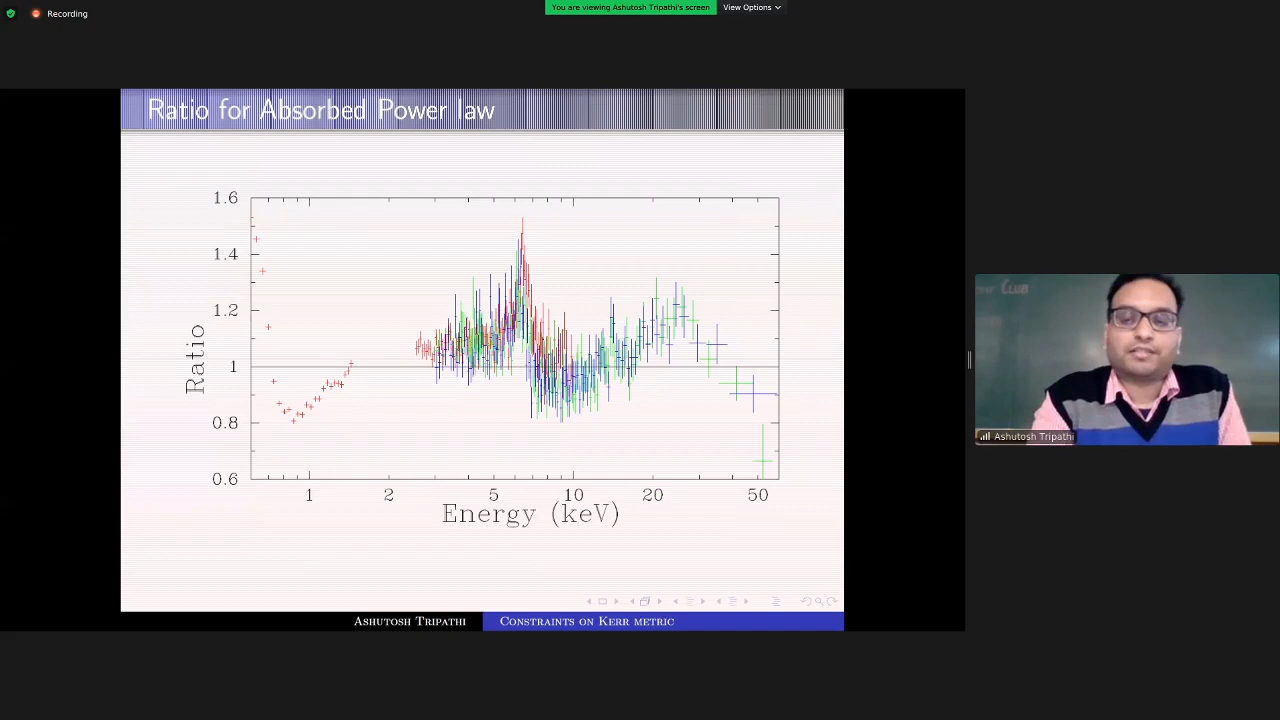 Recording
You are viewing Ashutosh Tripathi's screen
View Options
Ratio for Absorbed Power law
1.6
1.4
1.2
1
0.8
0.6
Ratio
1 2 5 10 20 50
Energy (keV)
Ashutosh Tripathi
Constraints on Kerr metric
Club
Ashutosh Tripathi